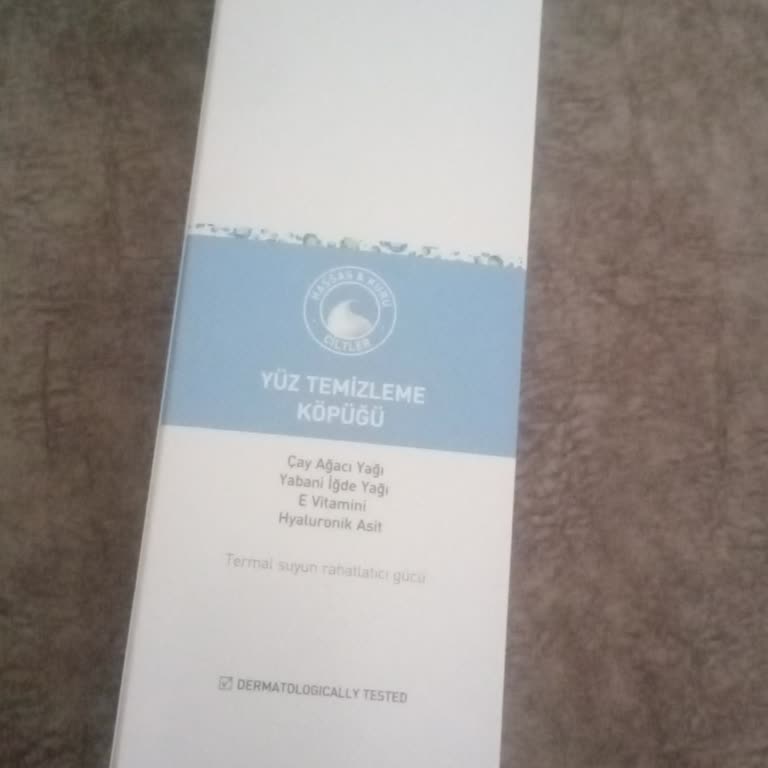 HASSAS & KURU
CİLTLER
YÜZ TEMİZLEME
KÖPÜĞÜ
Çay Ağacı Yağı
Yabani İğde Yağı
E Vitamini
Hyaluronik Asit
Termal suyun rahatlatıcı gücü
DERMATOLOGICALLY TESTED